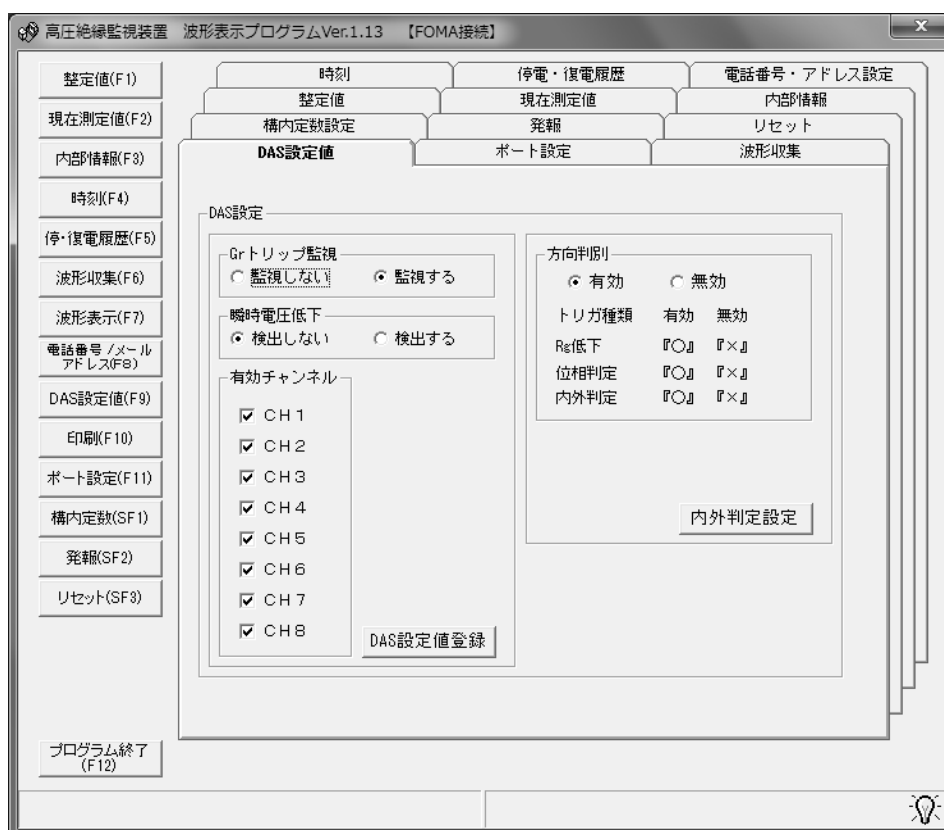 高圧絶縁監視装置 波形表示プログラムVer.1.13 【FOMA接続】
整定値(F1)
現在測定値(F2)
内部情報(F3)
時刻(F4)
停・復電履歴(F5)
波形収集(F6)
波形表示(F7)
電話番号/メール
アドレス(F8)
DAS設定値(F9)
印刷(F10)
ポート設定(F11)
構内定数(SF1)
発報(SF2)
リセット(SF3)
プログラム終了
(F12)
時刻 停電・復電履歴 電話番号・アドレス設定
整定値 現在測定値 内部情報
構内定数設定 発報 リセット
DAS設定値 ポート設定 波形収集
DAS設定
Grトリップ監視
監視しない 監視する
瞬時電圧低下
検出しない 検出する
有効チャンネル
CH1
CH2
CH3
CH4
CH5
CH6
CH7
CH8
DAS設定値登録
方向判別
有効 無効
トリガ種類 有効 無効
Rg低下 『○』 『×』
位相判定 『○』 『×』
内外判定 『○』 『×』
内外判定設定